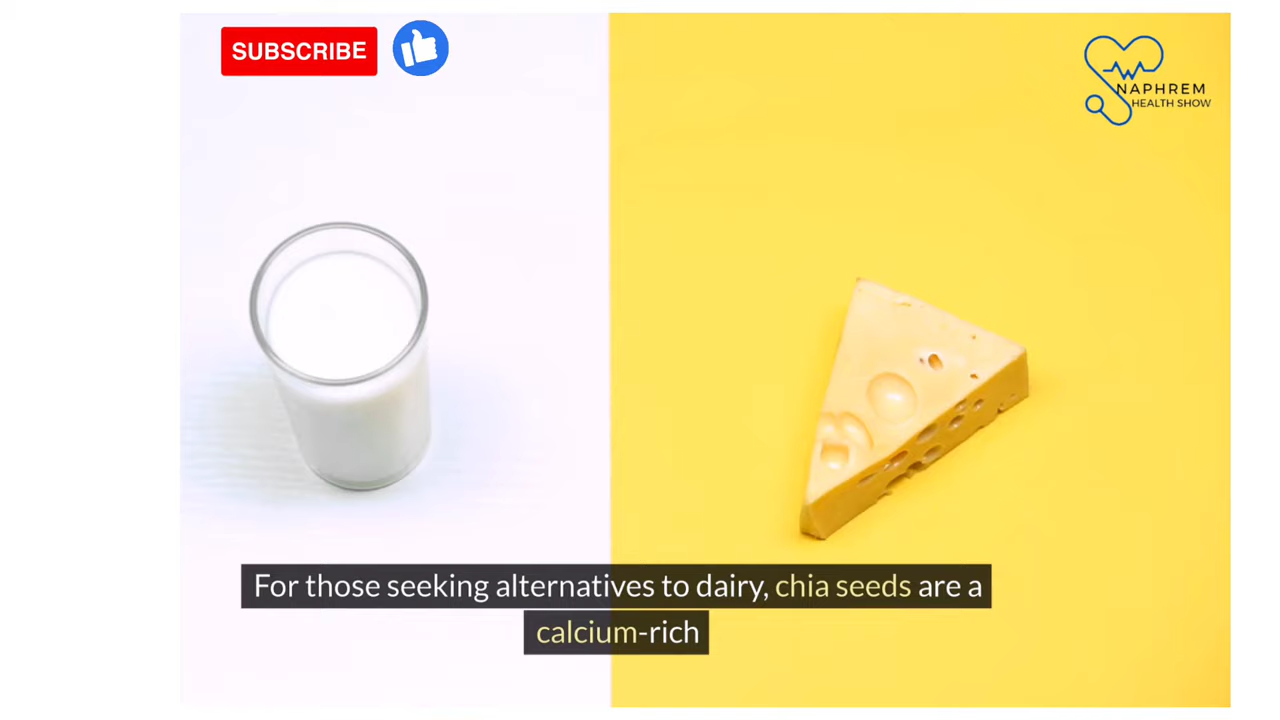 SUBSCRIBE
NAPHREM
HEALTH SHOW
For those seeking alternatives to dairy, chia seeds are a
calcium-rich